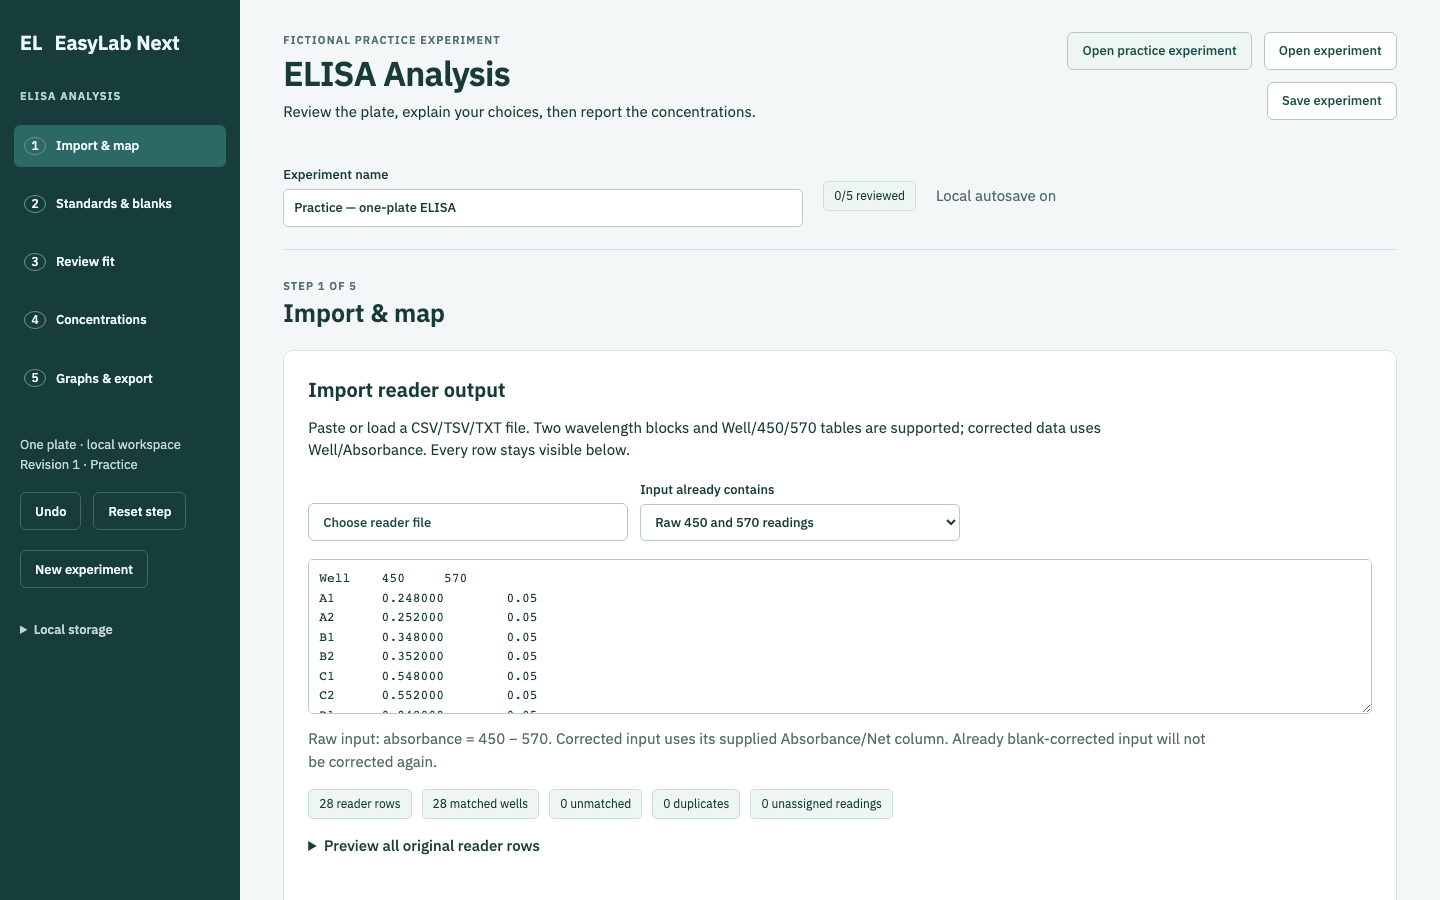 EL EasyLab Next
ELISA ANALYSIS
1 Import & map
2 Standards & blanks
3 Review fit
4 Concentrations
5 Graphs & export
One plate · local workspace
Revision 1 · Practice
Undo Reset step
New experiment
Local storage
FICTIONAL PRACTICE EXPERIMENT
ELISA Analysis
Review the plate, explain your choices, then report the concentrations.
Open practice experiment Open experiment
Save experiment
Experiment name
Practice — one-plate ELISA
0/5 reviewed Local autosave on
STEP 1 OF 5
Import & map
Import reader output
Paste or load a CSV/TSV/TXT file. Two wavelength blocks and Well/450/570 tables are supported; corrected data uses
Well/Absorbance. Every row stays visible below.
Input already contains
Choose reader file Raw 450 and 570 readings
Well 450 570
A1 0.248000 0.05
A2 0.252000 0.05
B1 0.348000 0.05
B2 0.352000 0.05
C1 0.548000 0.05
C2 0.552000 0.05
Raw input: absorbance = 450 – 570. Corrected input uses its supplied Absorbance/Net column. Already blank-corrected input will not
be corrected again.
28 reader rows 28 matched wells 0 unmatched 0 duplicates 0 unassigned readings
Preview all original reader rows